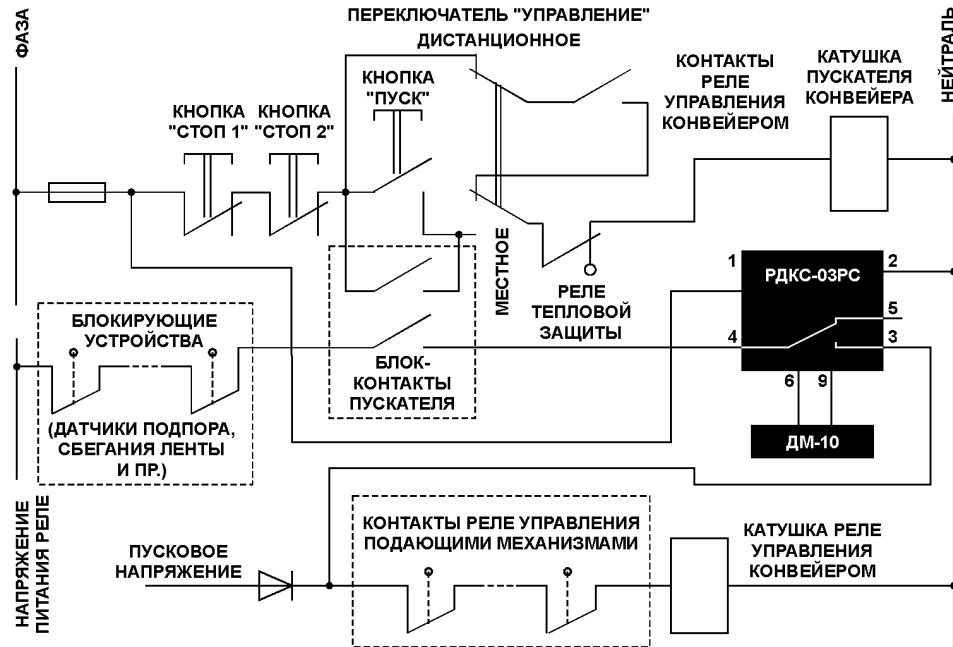 ПЕРЕКЛЮЧАТЕЛЬ "УПРАВЛЕНИЕ"
ДИСТАНЦИОННОЕ
ФАЗА
НЕЙТРАЛЬ
КНОПКА
"СТОП 1"
КНОПКА
"СТОП 2"
КНОПКА
"ПУСК"
КОНТАКТЫ
РЕЛЕ
УПРАВЛЕНИЯ
КОНВЕЙЕРОМ
КАТУШКА
ПУСКАТЕЛЯ
КОНВЕЙЕРА
МЕСТНОЕ
РЕЛЕ
ТЕПЛОВОЙ
ЗАЩИТЫ
1
РДКС-03РС
2
5
4
3
6
9
ДМ-10
БЛОКИРУЮЩИЕ
УСТРОЙСТВА
(ДАТЧИКИ ПОДПОРА,
СБЕГАНИЯ ЛЕНТЫ
И ПР.)
БЛОК-
КОНТАКТЫ
ПУСКАТЕЛЯ
НАПРЯЖЕНИЕ
ПИТАНИЯ РЕЛЕ
ПУСКОВОЕ
НАПРЯЖЕНИЕ
КОНТАКТЫ РЕЛЕ УПРАВЛЕНИЯ
ПОДАЮЩИМИ МЕХАНИЗМАМИ
КАТУШКА РЕЛЕ
УПРАВЛЕНИЯ
КОНВЕЙЕРОМ